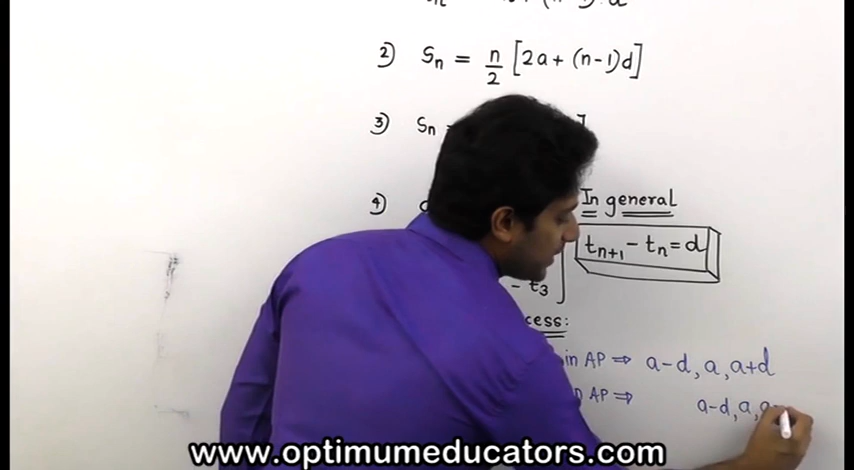 2) Sn = n/2 [2a + (n-1)d]
3) Sn
4) In general
tn+1 - tn = d
- t3
in AP ⇒ a-d, a, a+d
AP ⇒ a-d, a,
www.optimumeducators.com